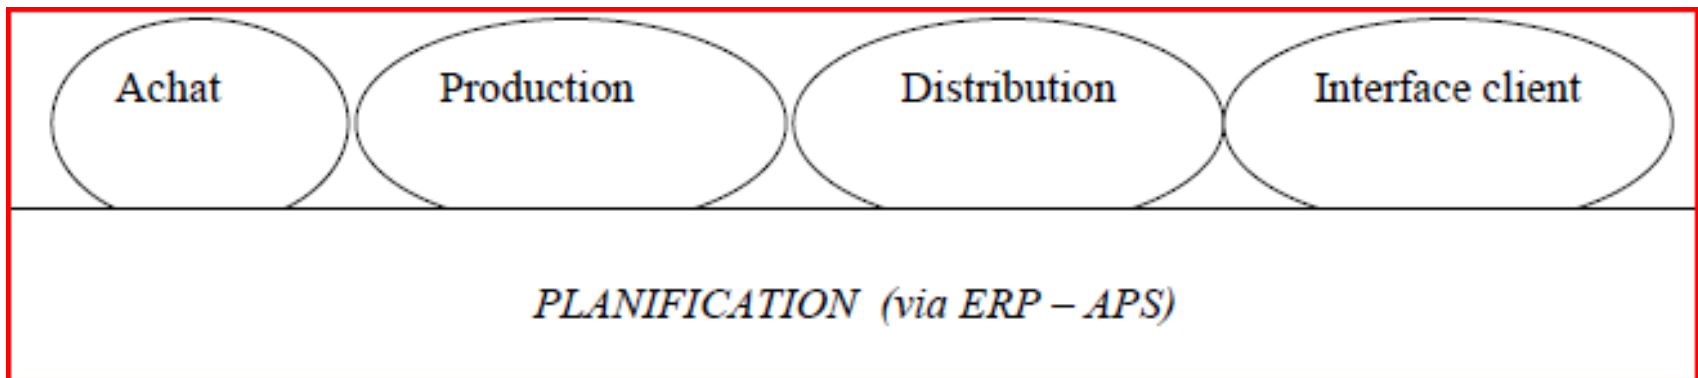 Achat Production Distribution Interface client
PLANIFICATION (via ERP – APS)